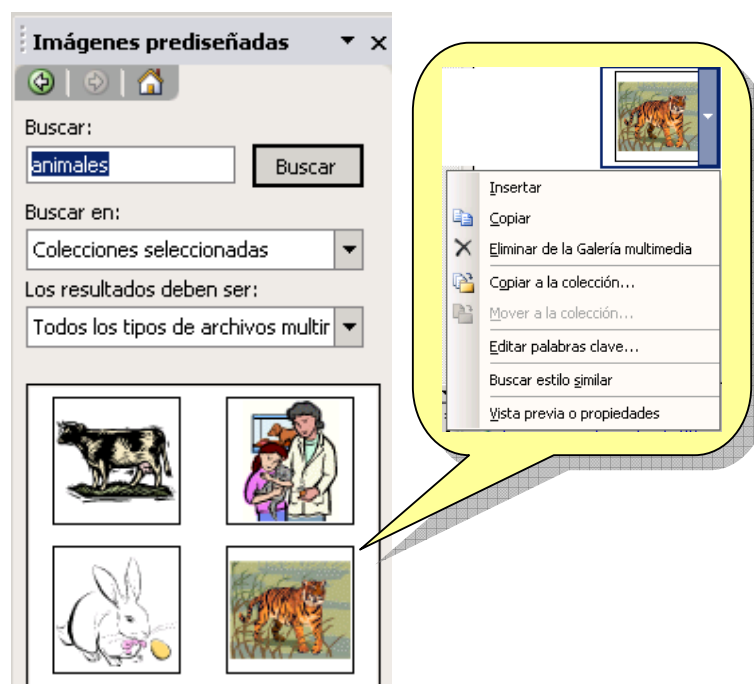 Imágenes prediseñadas
Buscar:
animales
Buscar
Buscar en:
Colecciones seleccionadas
Los resultados deben ser:
Todos los tipos de archivos multir
Insertar
Copiar
Eliminar de la Galería multimedia
Copiar a la colección...
Mover a la colección...
Editar palabras clave...
Buscar estilo similar
Vista previa o propiedades